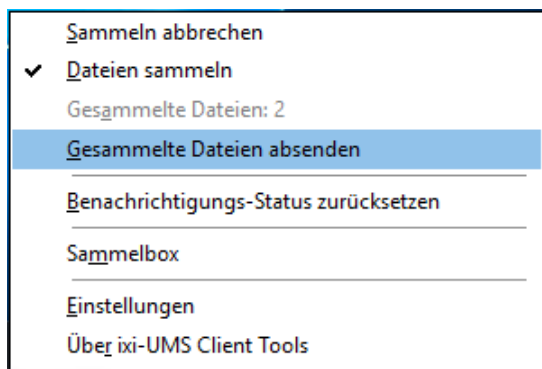 Sammeln abbrechen
Dateien sammeln
Gesammelte Dateien: 2
Gesammelte Dateien absenden
Benachrichtigungs-Status zurücksetzen
Sammelbox
Einstellungen
Über ixi-UMS Client Tools